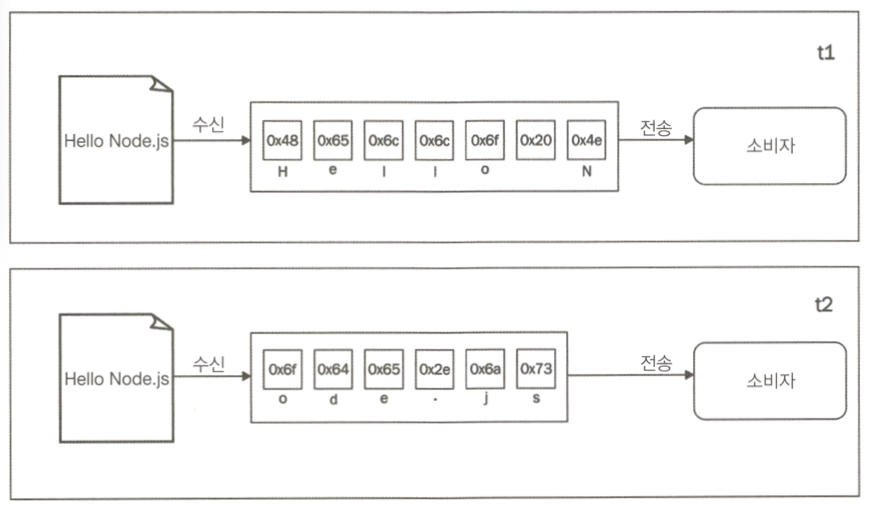 t1
Hello Node.js
수신
0x48 0x65 0x6c 0x6c 0x6f 0x20 0x4e
H e l l o N
전송
소비자
t2
Hello Node.js
수신
0x6f 0x64 0x65 0x2e 0x6a 0x73
o d e . j s
전송
소비자